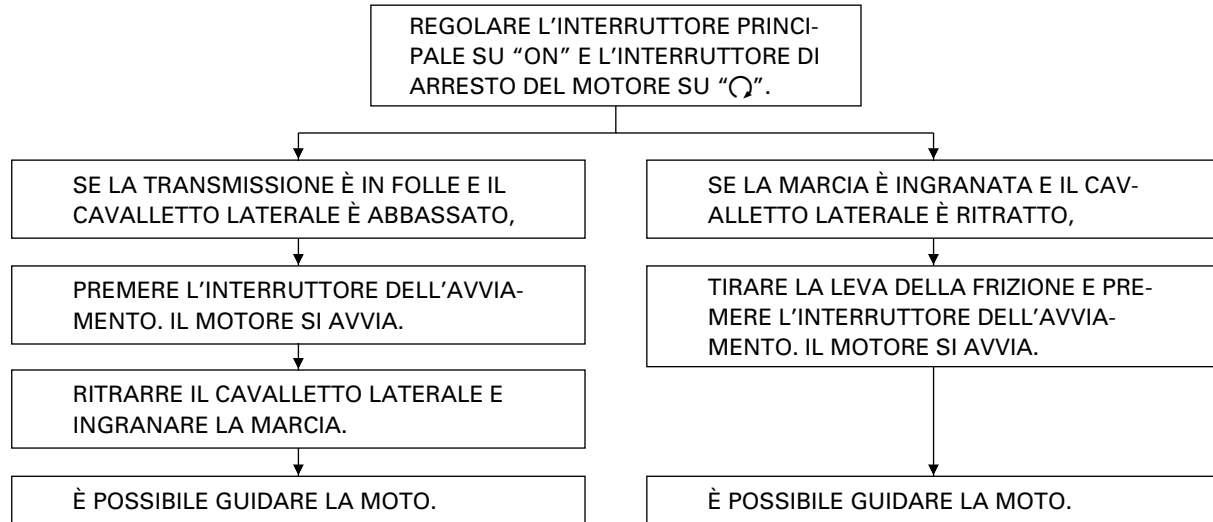 REGOLARE L'INTERRUTTORE PRINCI-
PALE SU “ON” E L'INTERRUTTORE DI
ARRESTO DEL MOTORE SU “”.
SE LA TRANSMISSIONE È IN FOLLE E IL
CAVALLETTO LATERALE È ABBASSATO,
PREMERE L'INTERRUTTORE DELL'AVVIA-
MENTO. IL MOTORE SI AVVIA.
RITRARRE IL CAVALLETTO LATERALE E
INGRANARE LA MARCIA.
È POSSIBILE GUIDARE LA MOTO.
SE LA MARCIA È INGRANATA E IL CAV-
ALLETTO LATERALE È RITRATTO,
TIRARE LA LEVA DELLA FRIZIONE E PRE-
MERE L'INTERRUTTORE DELL'AVVIA-
MENTO. IL MOTORE SI AVVIA.
È POSSIBILE GUIDARE LA MOTO.